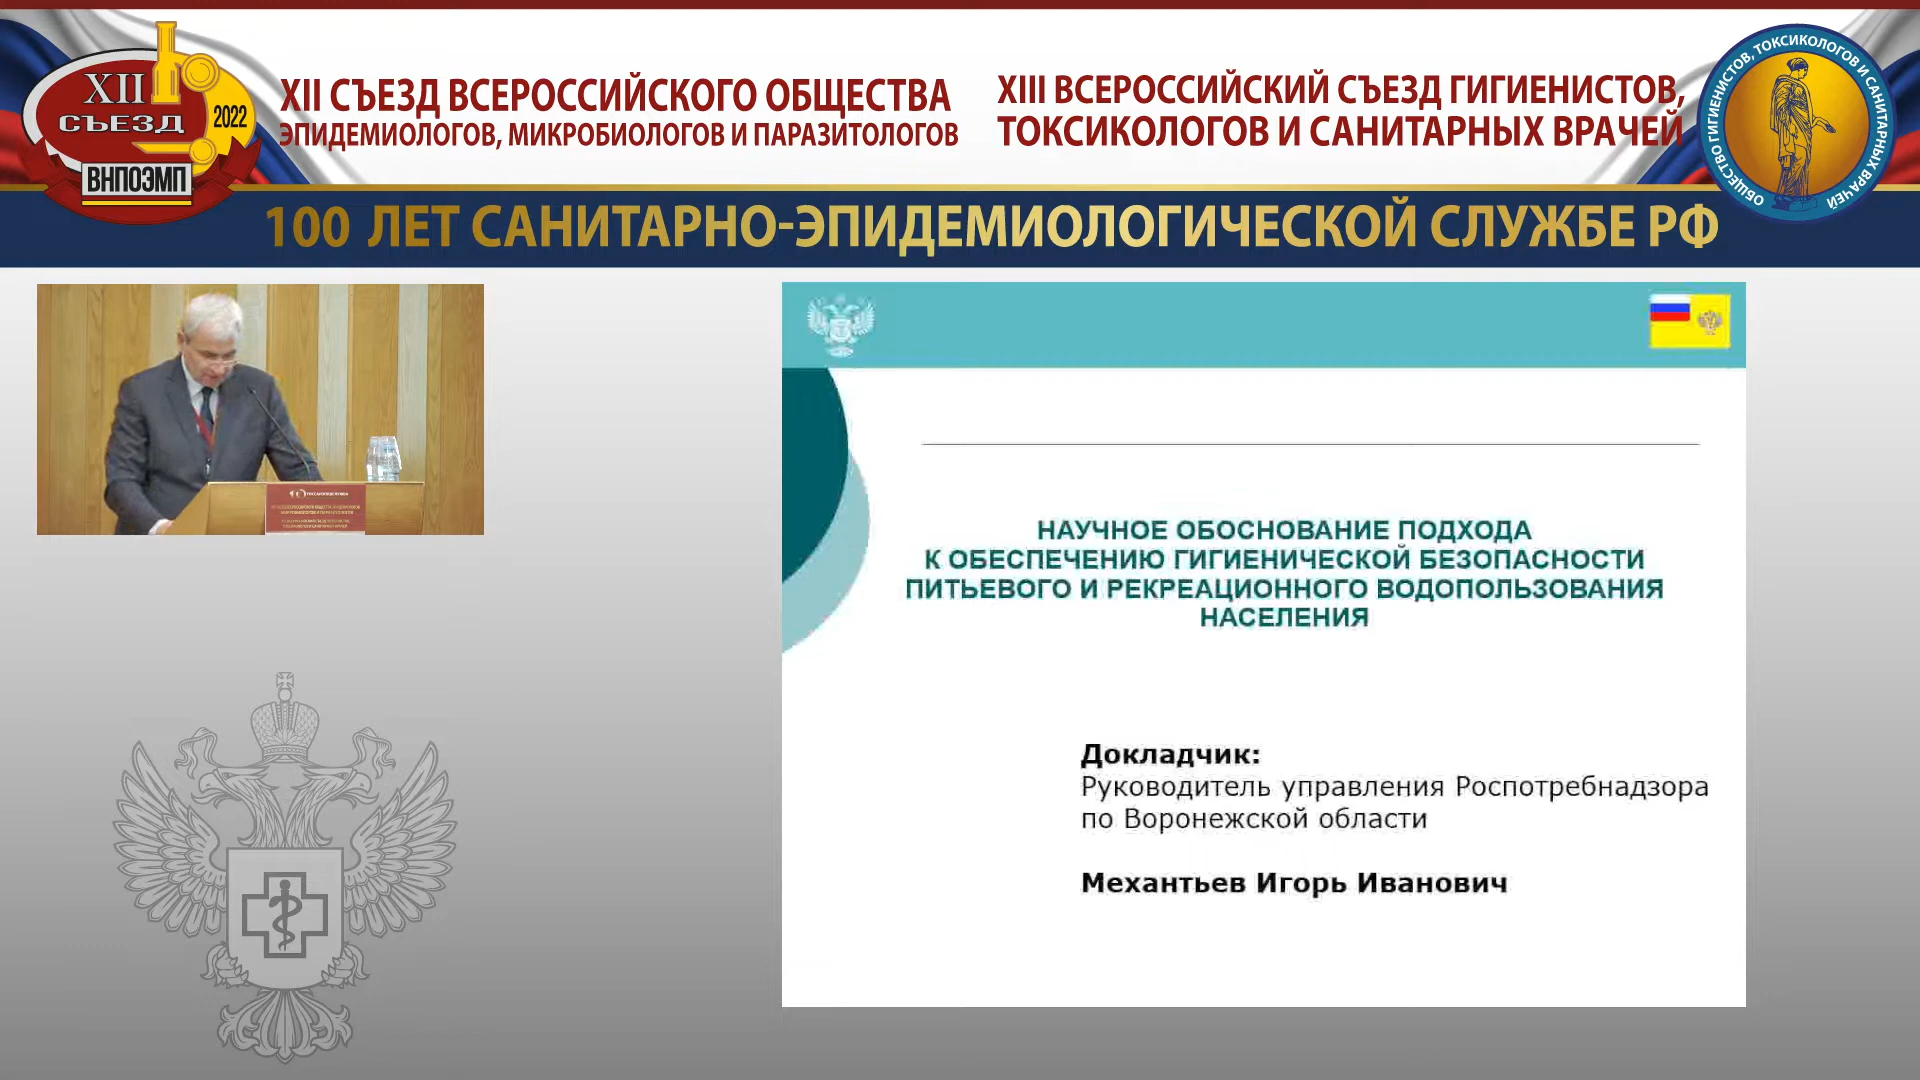 XII
СЪЕЗД
2022
ВНПОЭМП
XII СЪЕЗД ВСЕРОССИЙСКОГО ОБЩЕСТВА
ЭПИДЕМИОЛОГОВ, МИКРОБИОЛОГОВ И ПАРАЗИТОЛОГОВ
XIII ВСЕРОССИЙСКИЙ СЪЕЗД ГИГИЕНИСТОВ,
ТОКСИКОЛОГОВ И САНИТАРНЫХ ВРАЧЕЙ
ОБЩЕСТВО ГИГИЕНИСТОВ, ТОКСИКОЛОГОВ И САНИТАРНЫХ ВРАЧЕЙ
100 ЛЕТ САНИТАРНО-ЭПИДЕМИОЛОГИЧЕСКОЙ СЛУЖБЕ РФ
НАУЧНОЕ ОБОСНОВАНИЕ ПОДХОДА
К ОБЕСПЕЧЕНИЮ ГИГИЕНИЧЕСКОЙ БЕЗОПАСНОСТИ
ПИТЬЕВОГО И РЕКРЕАЦИОННОГО ВОДОПОЛЬЗОВАНИЯ
НАСЕЛЕНИЯ
Докладчик:
Руководитель управления Роспотребнадзора
по Воронежской области
Механтьев Игорь Иванович